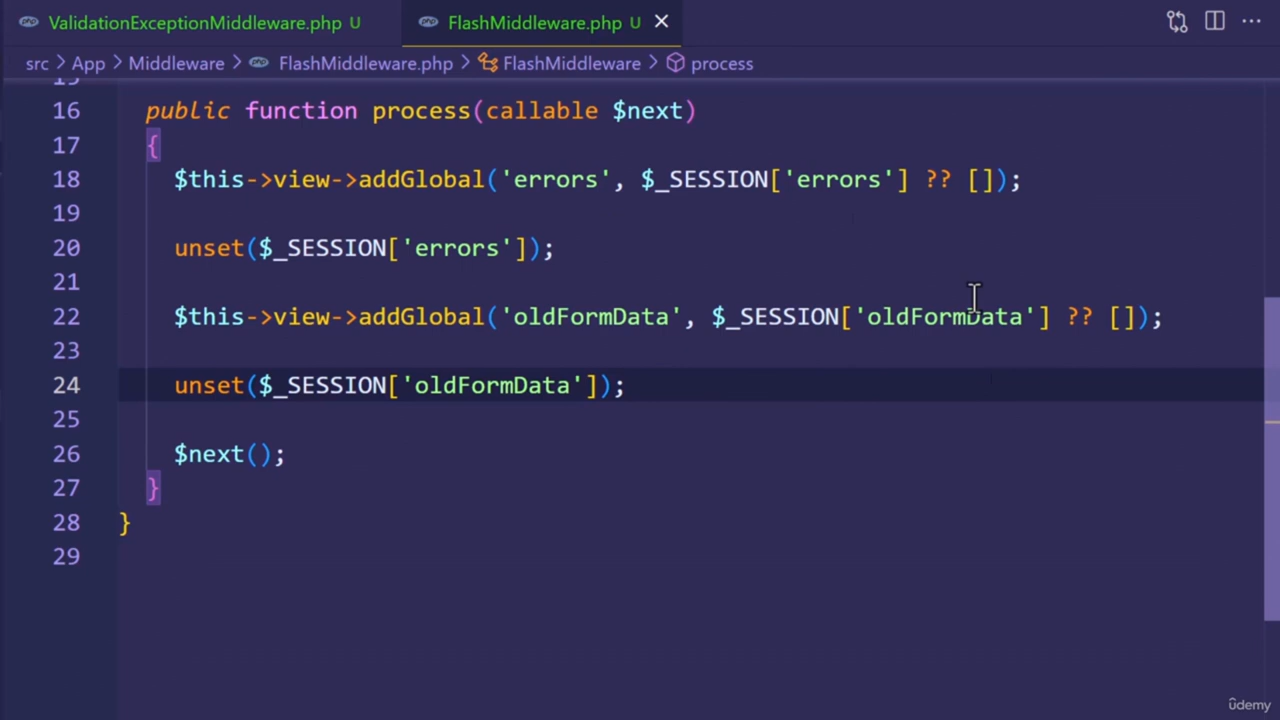 ValidationExceptionMiddleware.php U
FlashMiddleware.php U
src > App > Middleware > FlashMiddleware.php > FlashMiddleware > process
16 public function process(callable $next)
17 {
18 $this->view->addGlobal('errors', $_SESSION['errors'] ?? []);
19
20 unset($_SESSION['errors']);
21
22 $this->view->addGlobal('oldFormData', $_SESSION['oldFormData'] ?? []);
23
24 unset($_SESSION['oldFormData']);
25
26 $next();
27 }
28 }
29
ûdemy